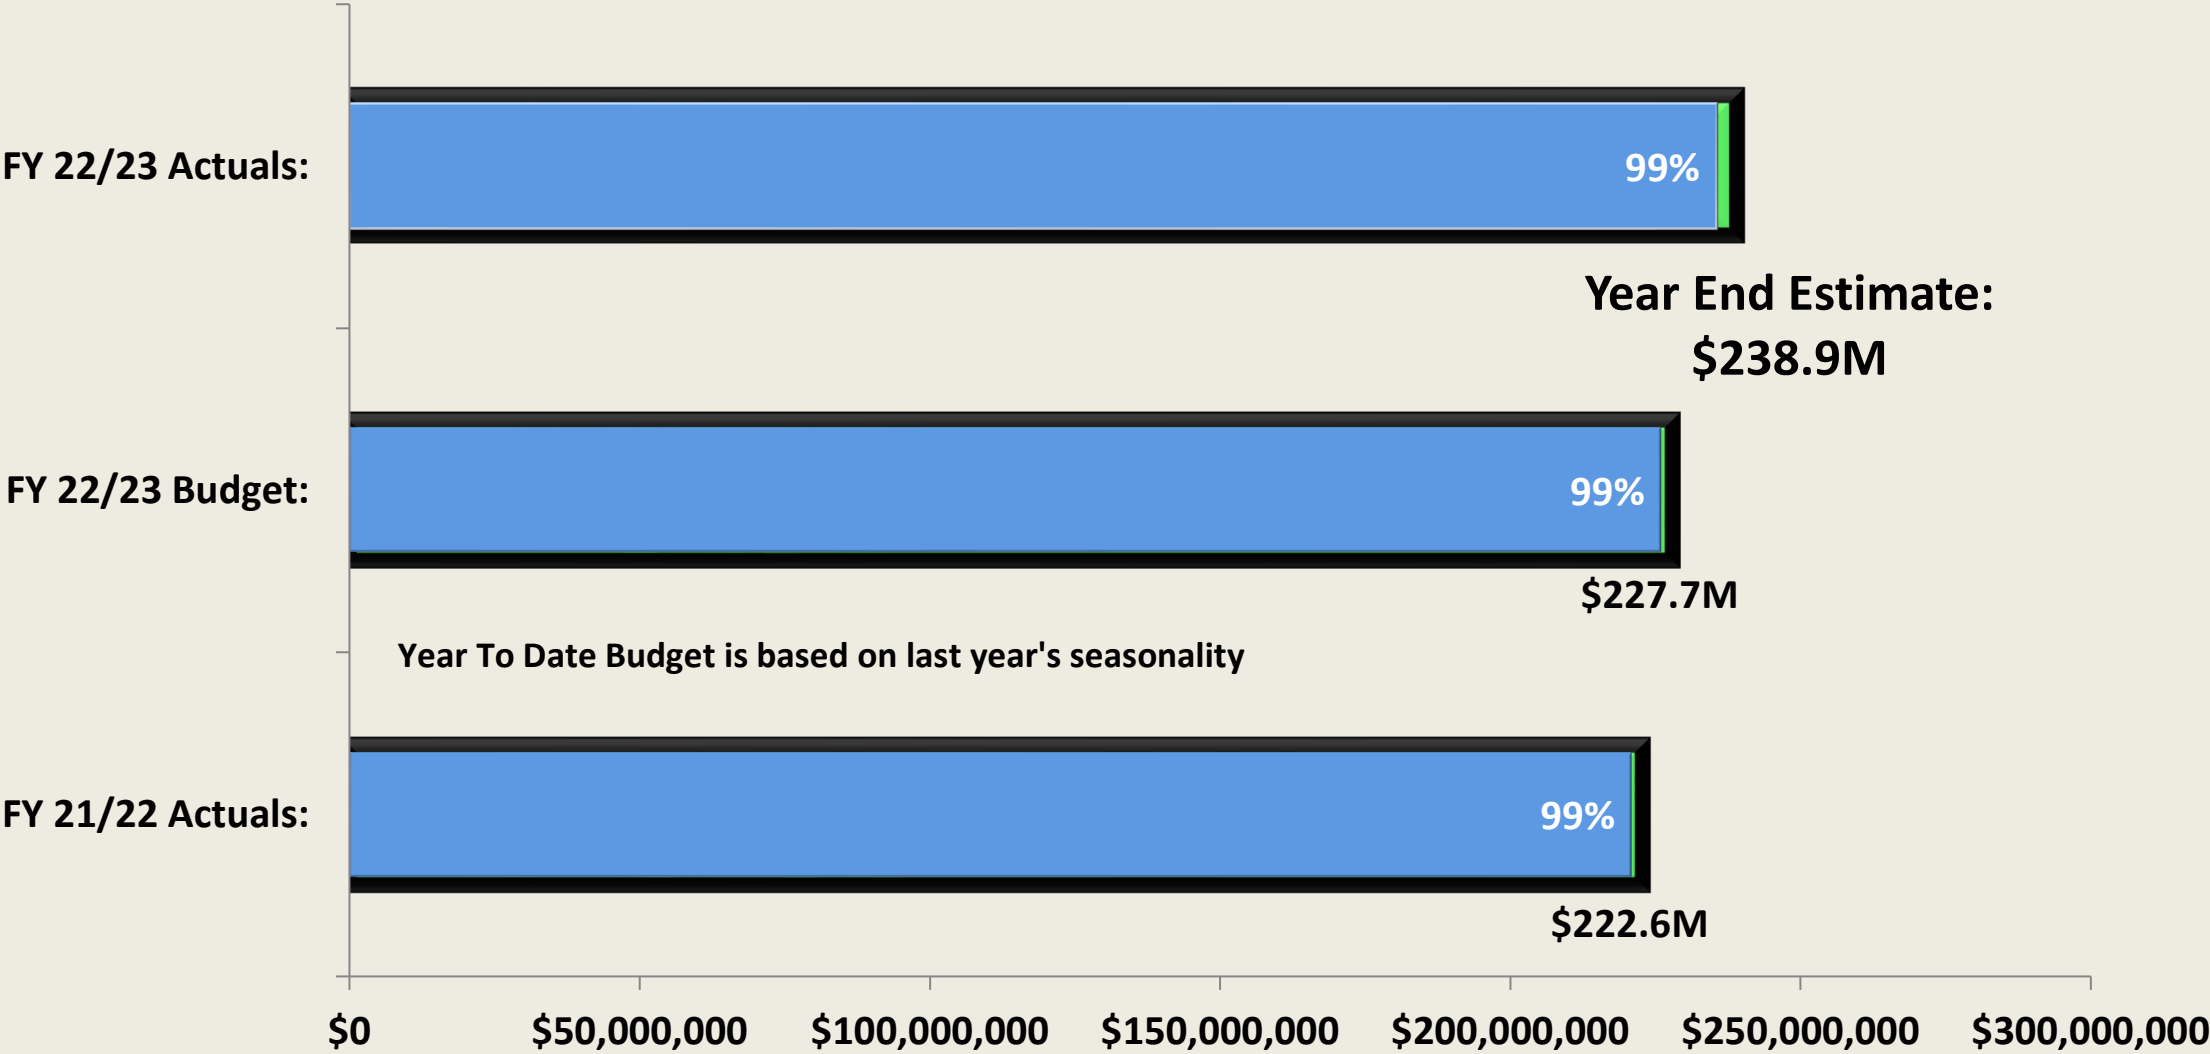 FY 22/23 Actuals:
99%
Year End Estimate:
$238.9M
FY 22/23 Budget:
99%
$227.7M
Year To Date Budget is based on last year's seasonality
FY 21/22 Actuals:
99%
$222.6M
$0 $50,000,000 $100,000,000 $150,000,000 $200,000,000 $250,000,000 $300,000,000